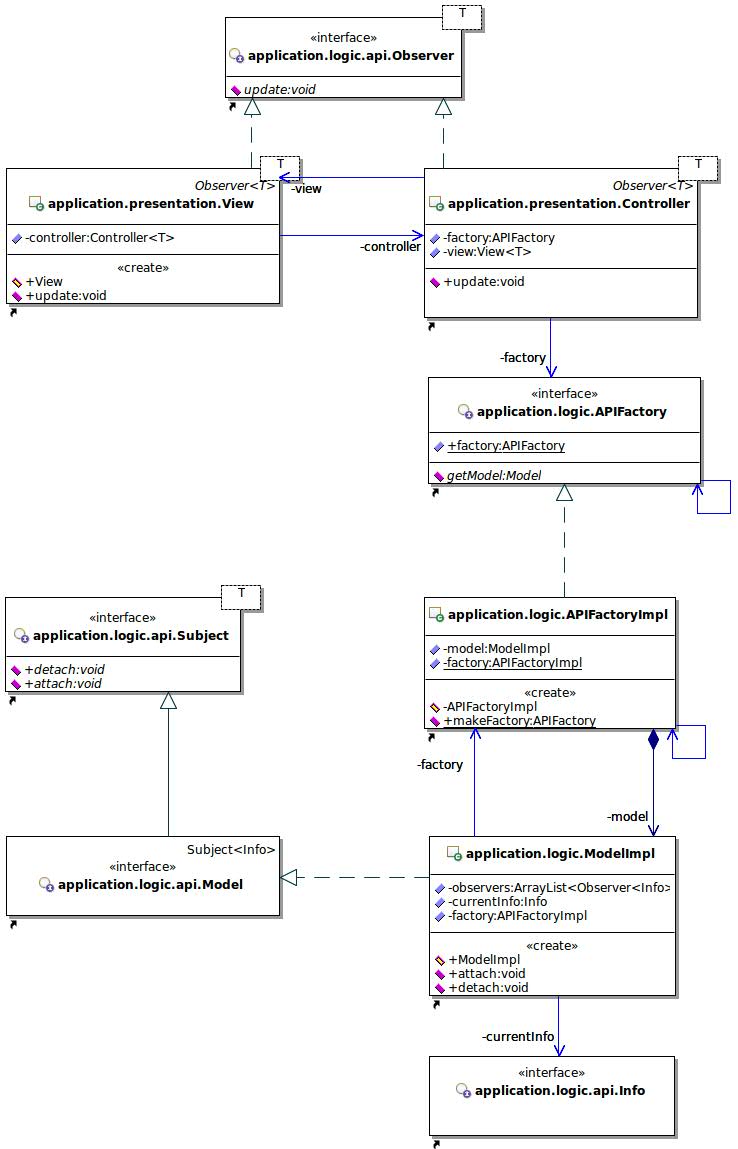 T
«interface»
application.logic.api.Observer
update:void
T
Observer<T>
application.presentation.View
-controller:Controller<T>
«create»
+View
+update:void
-view
-controller
T
Observer<T>
application.presentation.Controller
-factory:APIFactory
-view:View<T>
+update:void
-factory
«interface»
application.logic.APIFactory
+factory:APIFactory
getModel:Model
T
«interface»
application.logic.api.Subject
+detach:void
+attach:void
application.logic.APIFactoryImpl
-model:ModelImpl
-factory:APIFactoryImpl
«create»
-APIFactoryImpl
+makeFactory:APIFactory
-factory
-model
Subject<Info>
«interface»
application.logic.api.Model
application.logic.ModelImpl
-observers:ArrayList<Observer<Info>
-currentInfo:Info
-factory:APIFactoryImpl
«create»
+ModelImpl
+attach:void
+detach:void
-currentInfo
«interface»
application.logic.api.Info